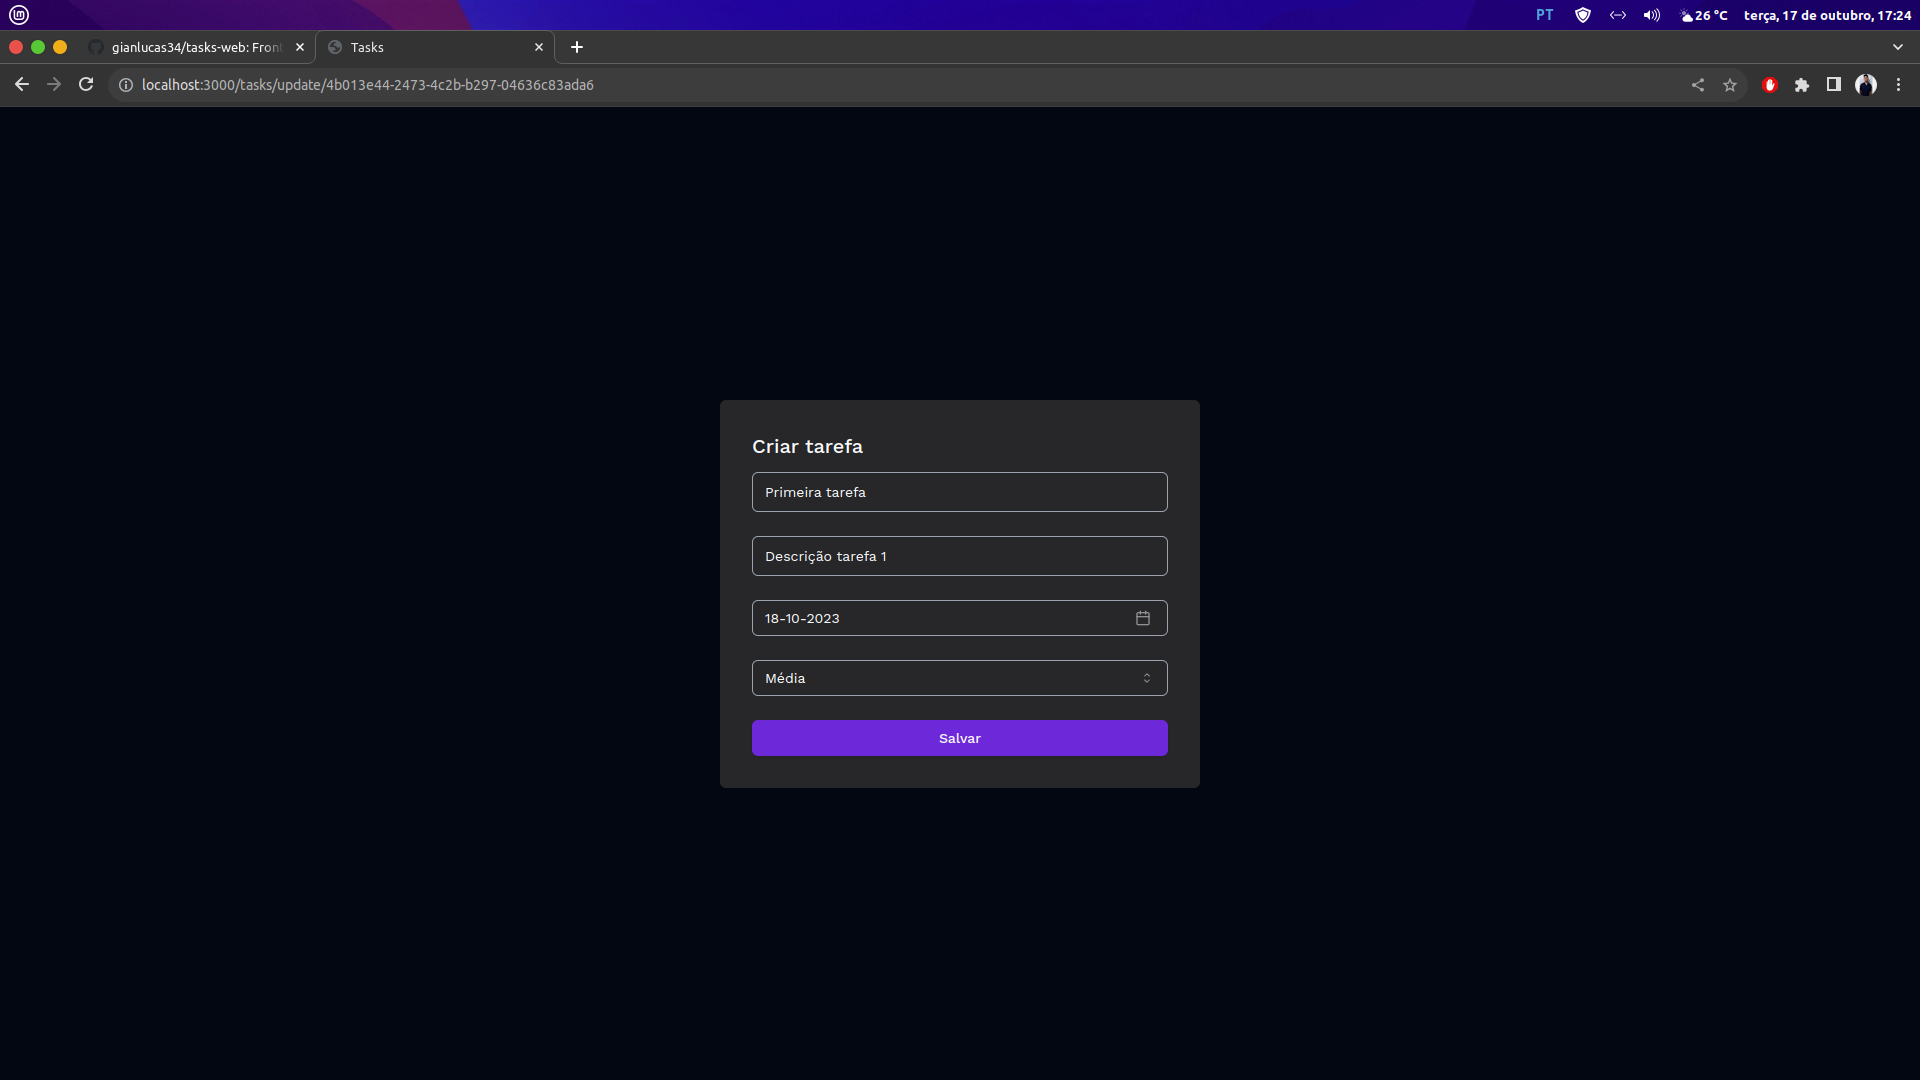 PT
26 °C
terça, 17 de outubro, 17:24
gianlucas34/tasks-web: Fron
Tasks
localhost:3000/tasks/update/4b013e44-2473-4c2b-b297-04636c83ada6
Criar tarefa
Primeira tarefa
Descrição tarefa 1
18-10-2023
Média
Salvar